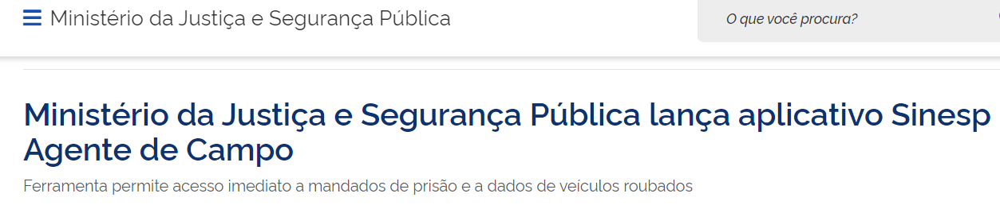 Ministério da Justiça e Segurança Pública
O que você procura?
Ministério da Justiça e Segurança Pública lança aplicativo Sinesp
Agente de Campo
Ferramenta permite acesso imediato a mandados de prisão e a dados de veículos roubados